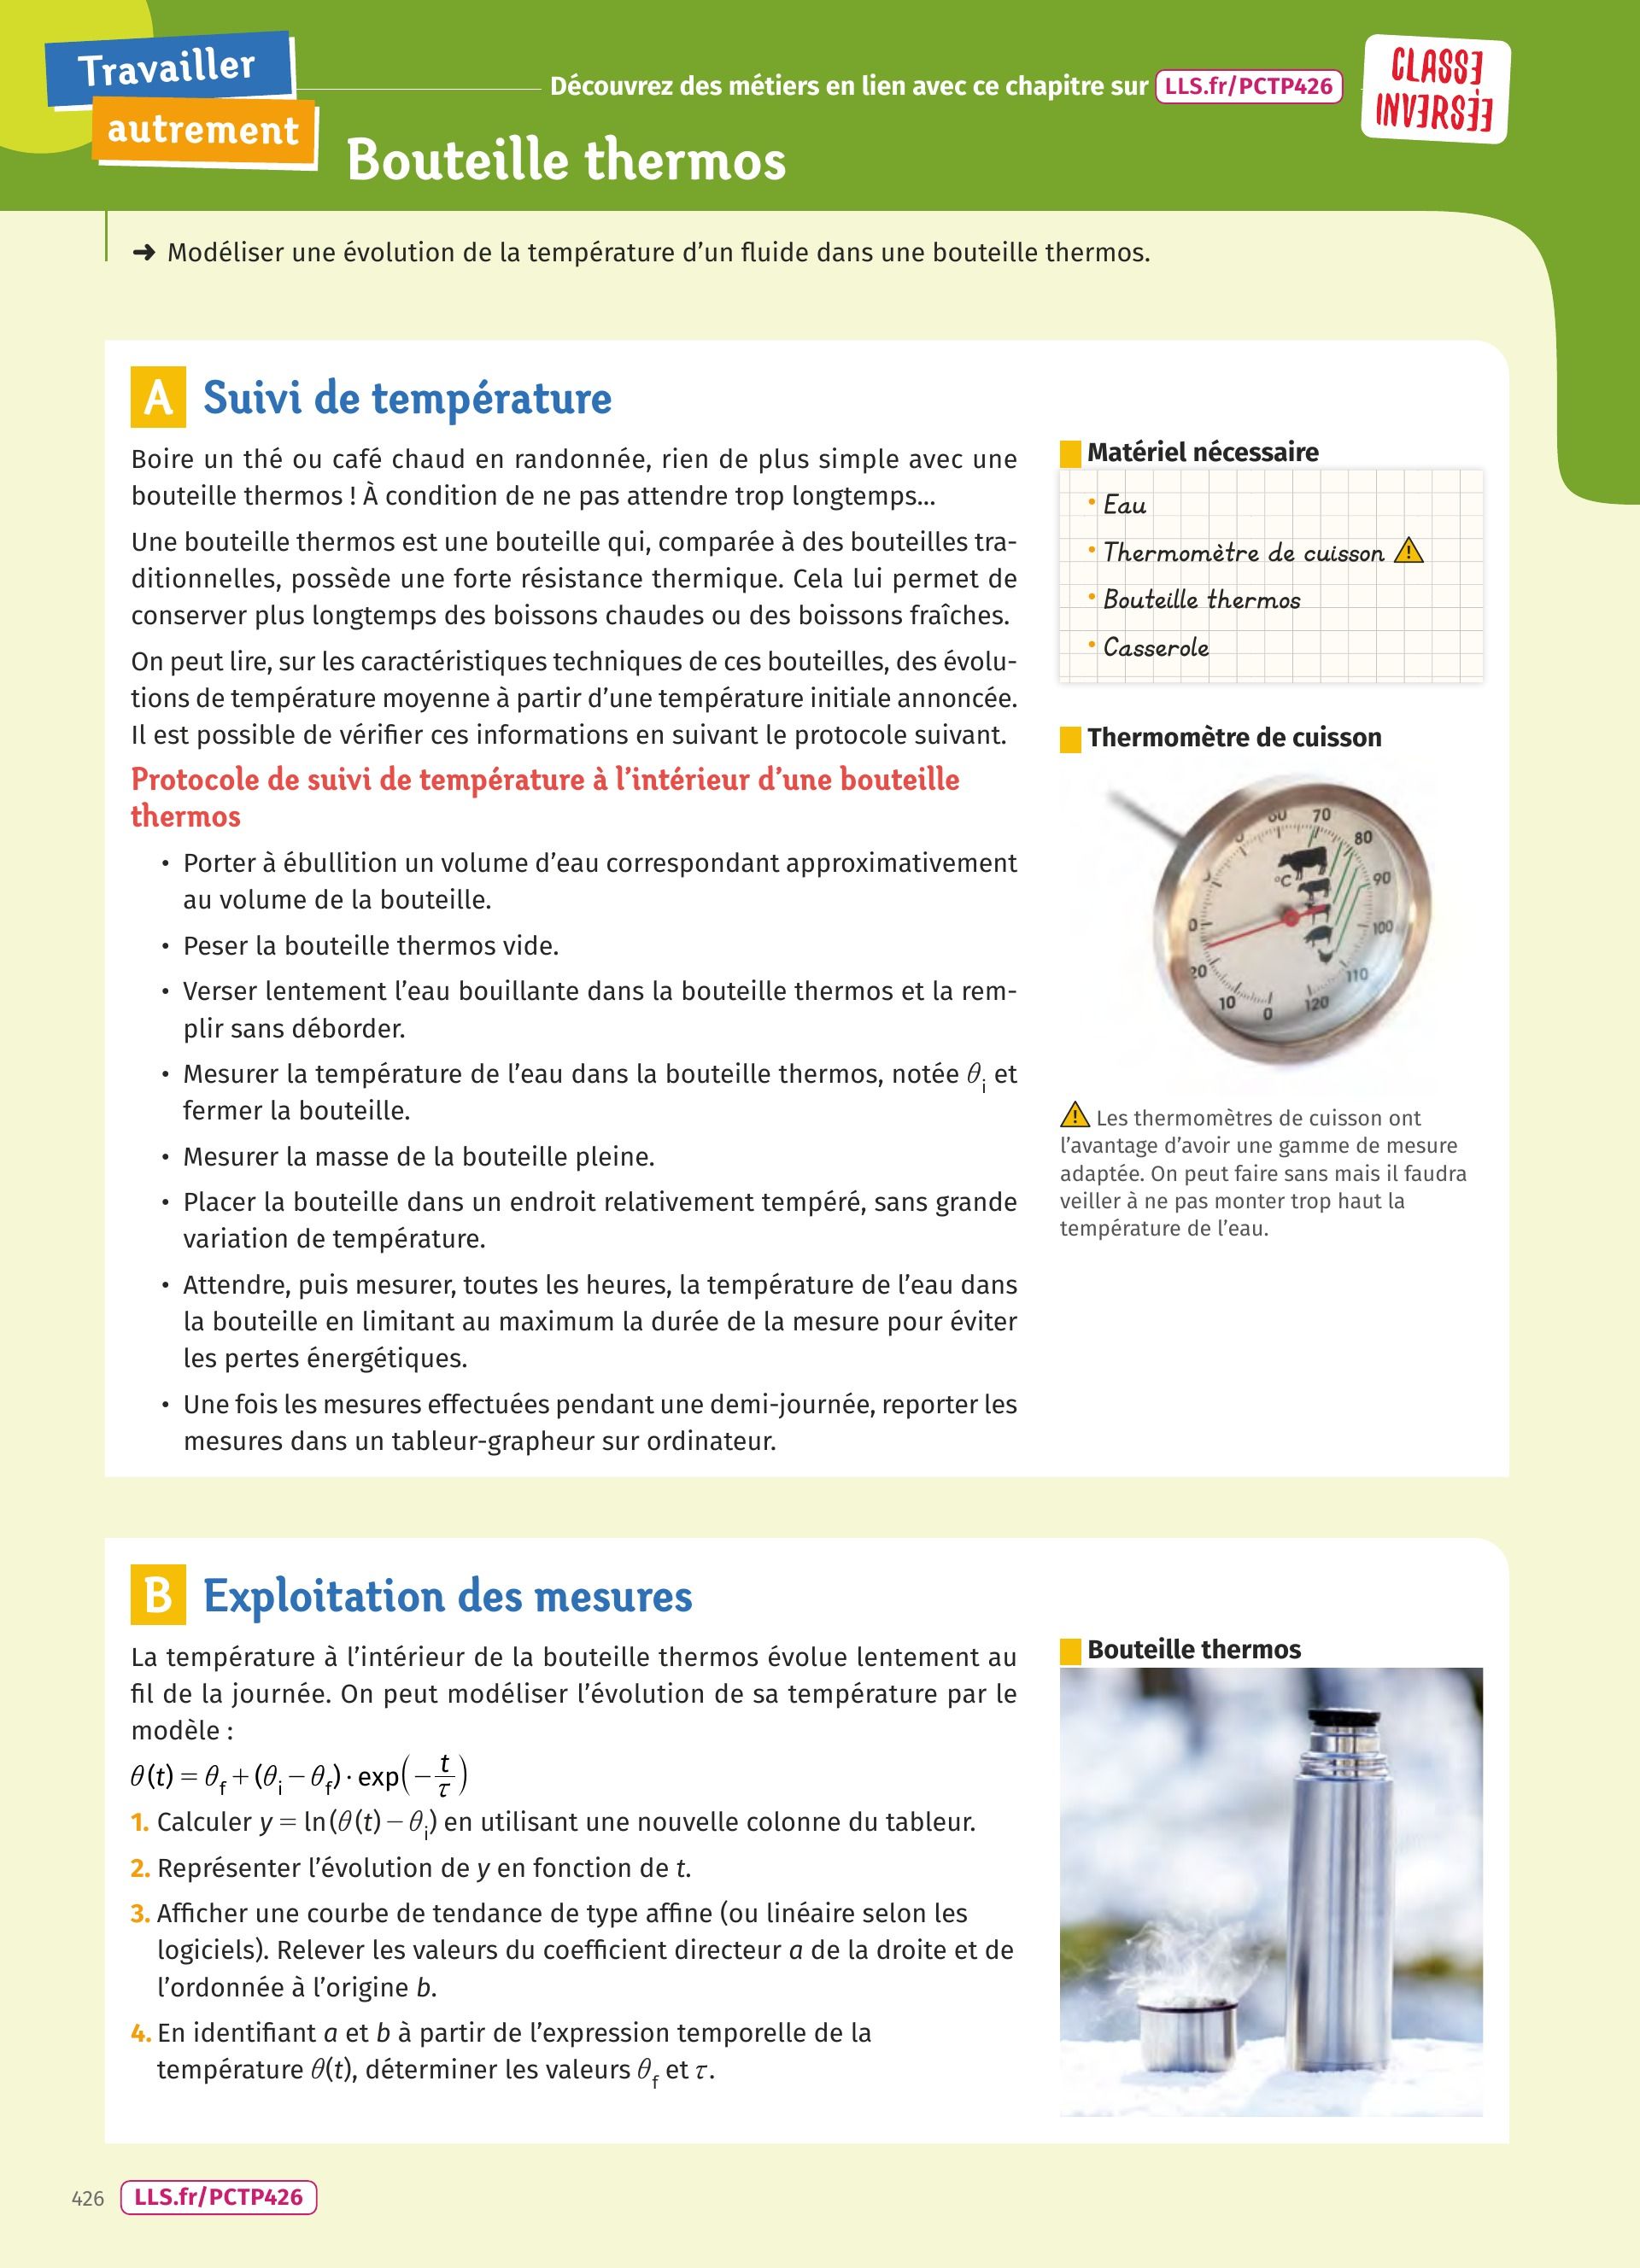 Travailler
autrement
Découvrez des métiers en lien avec ce chapitre sur LLS.fr/PCTP426
CLASSE
INVERSÉE
Bouteille thermos
➜ Modéliser une évolution de la température d’un fluide dans une bouteille thermos.
A Suivi de température
Boire un thé ou café chaud en randonnée, rien de plus simple avec une
bouteille thermos ! À condition de ne pas attendre trop longtemps...
Une bouteille thermos est une bouteille qui, comparée à des bouteilles tra-
ditionnelles, possède une forte résistance thermique. Cela lui permet de
conserver plus longtemps des boissons chaudes ou des boissons fraîches.
On peut lire, sur les caractéristiques techniques de ces bouteilles, des évolu-
tions de température moyenne à partir d’une température initiale annoncée.
Il est possible de vérifier ces informations en suivant le protocole suivant.
Protocole de suivi de température à l’intérieur d’une bouteille
thermos
• Porter à ébullition un volume d’eau correspondant approximativement
au volume de la bouteille.
• Peser la bouteille thermos vide.
• Verser lentement l’eau bouillante dans la bouteille thermos et la rem-
plir sans déborder.
• Mesurer la température de l’eau dans la bouteille thermos, notée θi et
fermer la bouteille.
• Mesurer la masse de la bouteille pleine.
• Placer la bouteille dans un endroit relativement tempéré, sans grande
variation de température.
• Attendre, puis mesurer, toutes les heures, la température de l’eau dans
la bouteille en limitant au maximum la durée de la mesure pour éviter
les pertes énergétiques.
• Une fois les mesures effectuées pendant une demi-journée, reporter les
mesures dans un tableur-grapheur sur ordinateur.
Matériel nécessaire
• Eau
• Thermomètre de cuisson
• Bouteille thermos
• Casserole
Thermomètre de cuisson
70
80
90
100
110
120
0
10
20
°C
Les thermomètres de cuisson ont
l’avantage d’avoir une gamme de mesure
adaptée. On peut faire sans mais il faudra
veiller à ne pas monter trop haut la
température de l’eau.
B Exploitation des mesures
La température à l’intérieur de la bouteille thermos évolue lentement au
fil de la journée. On peut modéliser l’évolution de sa température par le
modèle :
θ(t) = θf + (θi − θf) · exp(−t/τ)
1. Calculer y = ln(θ(t) − θi) en utilisant une nouvelle colonne du tableur.
2. Représenter l’évolution de y en fonction de t.
3. Afficher une courbe de tendance de type affine (ou linéaire selon les
logiciels). Relever les valeurs du coefficient directeur a de la droite et de
l’ordonnée à l’origine b.
4. En identifiant a et b à partir de l’expression temporelle de la
température θ(t), déterminer les valeurs θf et τ.
Bouteille thermos
426 LLS.fr/PCTP426